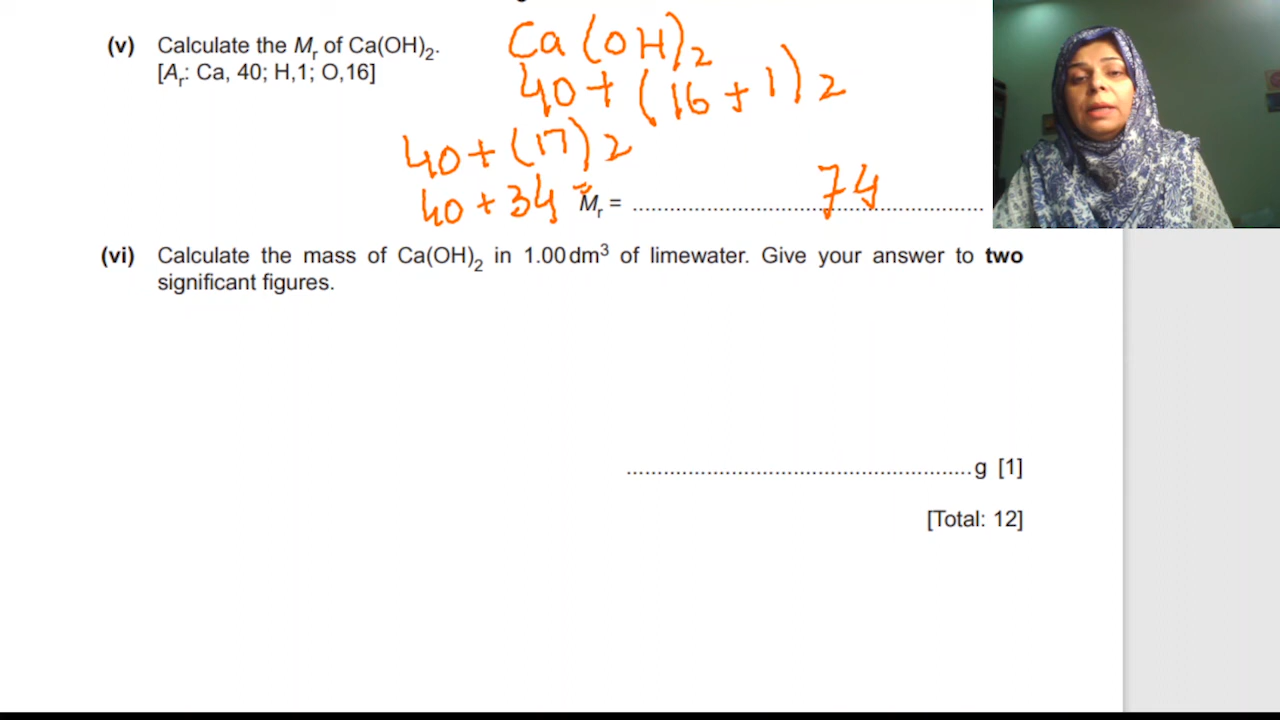 (v) Calculate the Mr of Ca(OH)2.
Ca(OH)2
[Ar: Ca, 40; H,1; O,16]
40 + (16 + 1) 2
40 + (17) 2
40 + 34
Mr = ........................................................ 74
(vi) Calculate the mass of Ca(OH)2 in 1.00 dm³ of limewater. Give your answer to two
significant figures.
........................................................ g [1]
[Total: 12]